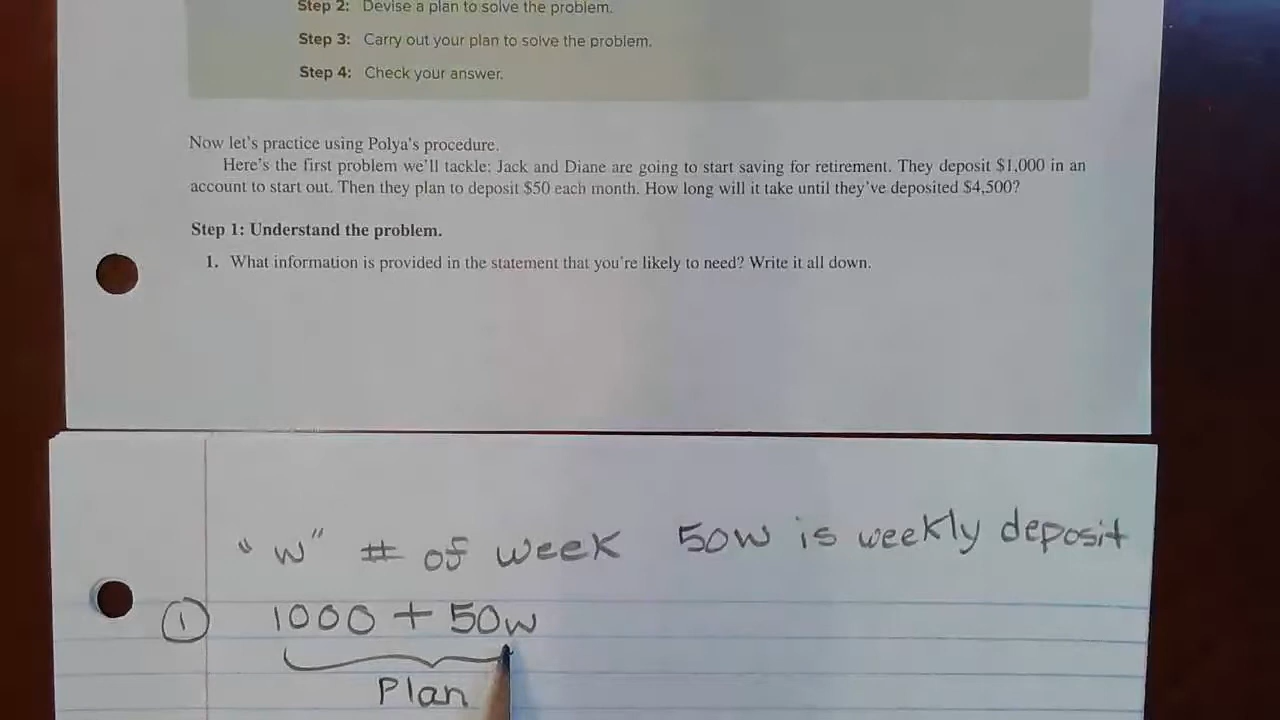 Step 2: Devise a plan to solve the problem.
Step 3: Carry out your plan to solve the problem.
Step 4: Check your answer.
Now let's practice using Polya's procedure.
Here's the first problem we'll tackle: Jack and Diane are going to start saving for retirement. They deposit $1,000 in an
account to start out. Then they plan to deposit $50 each month. How long will it take until they've deposited $4,500?
Step 1: Understand the problem.
1. What information is provided in the statement that you're likely to need? Write it all down.
"W" # of week 50W is weekly deposit
① 1000 + 50w
Plan